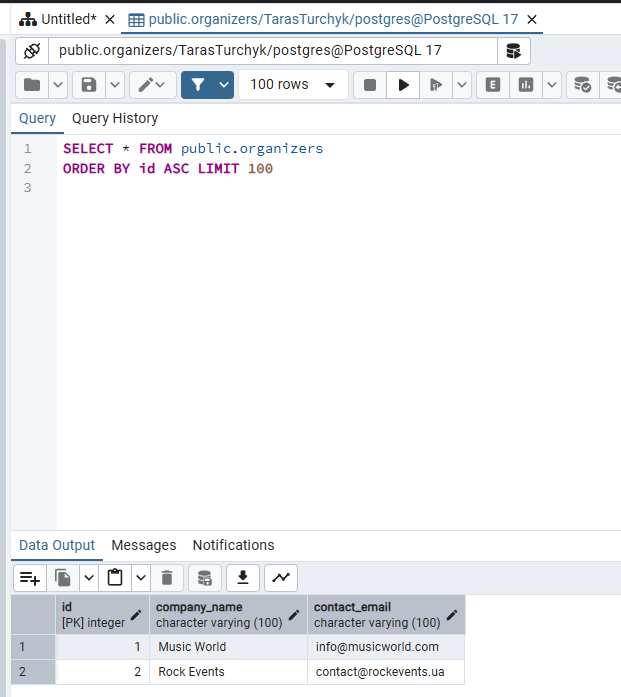 Untitled* public.organizers/TarasTurchyk/postgres@PostgreSQL 17
public.organizers/TarasTurchyk/postgres@PostgreSQL 17
100 rows E
Query Query History
1 SELECT * FROM public.organizers
2 ORDER BY id ASC LIMIT 100
3
Data Output Messages Notifications
id company_name contact_email
[PK] integer character varying (100) character varying (100)
1 1 Music World info@musicworld.com
2 2 Rock Events contact@rockevents.ua